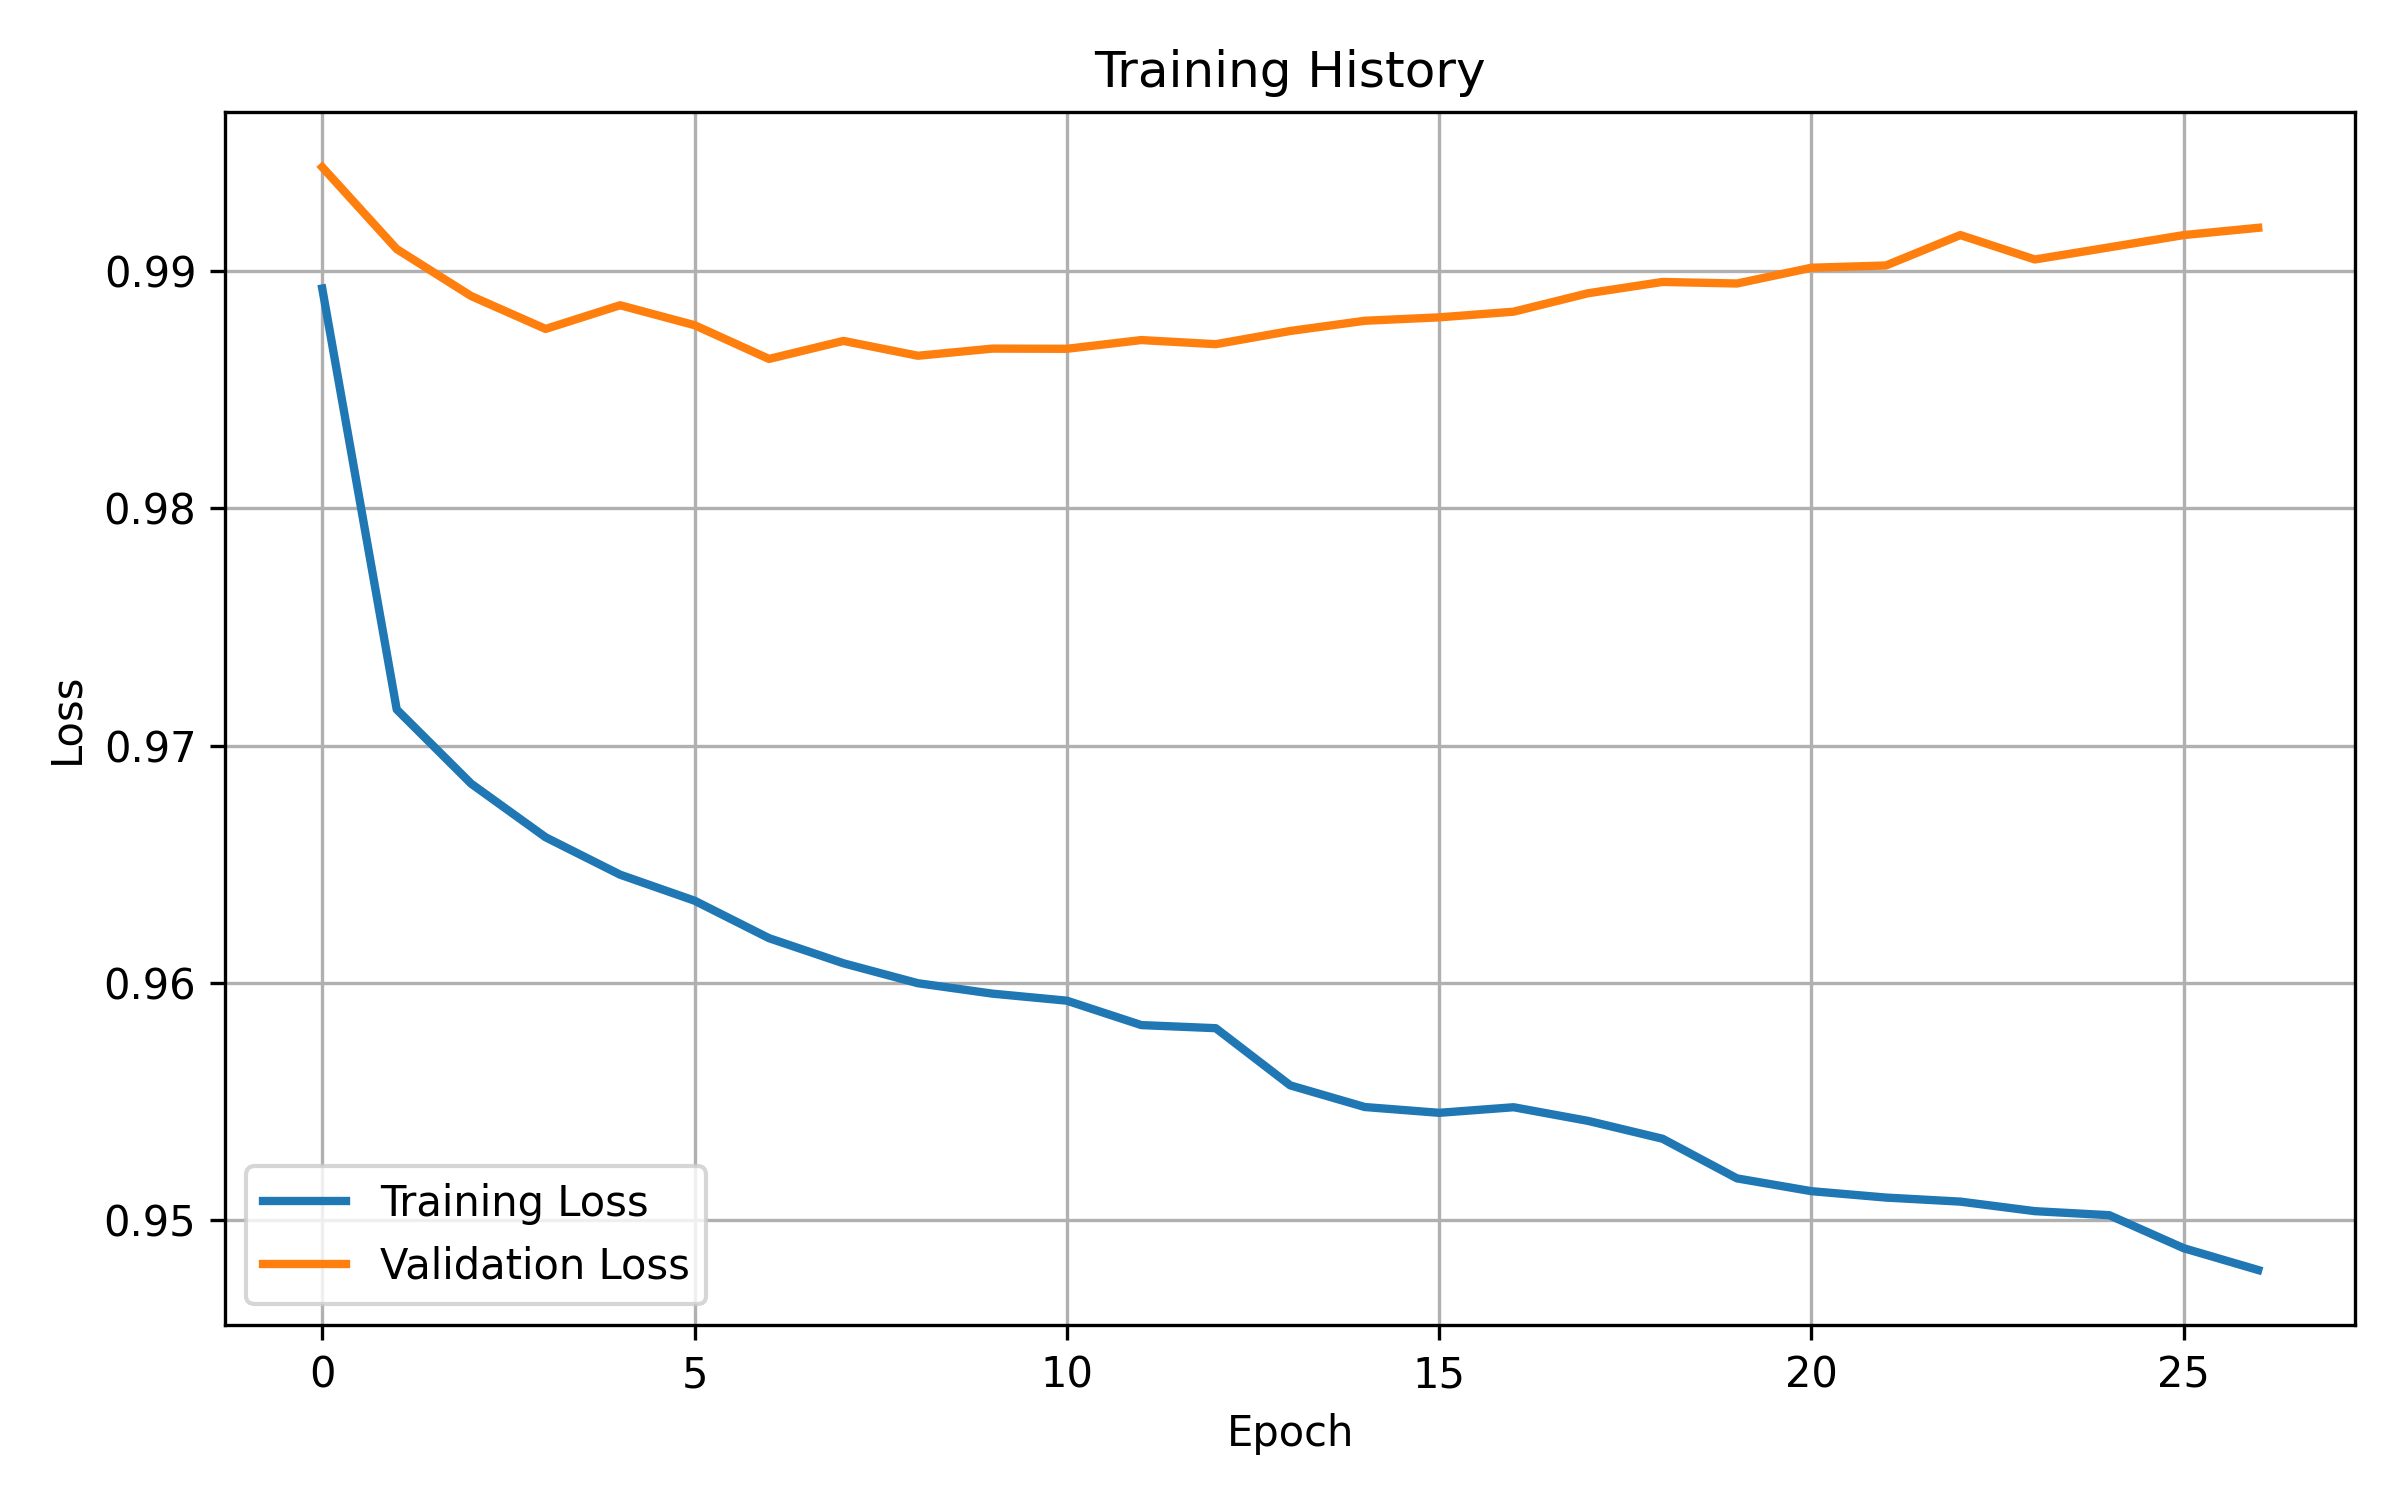 Training History
0.99
0.98
0.97
0.96
0.95
Loss
Training Loss
Validation Loss
0 5 10 15 20 25
Epoch